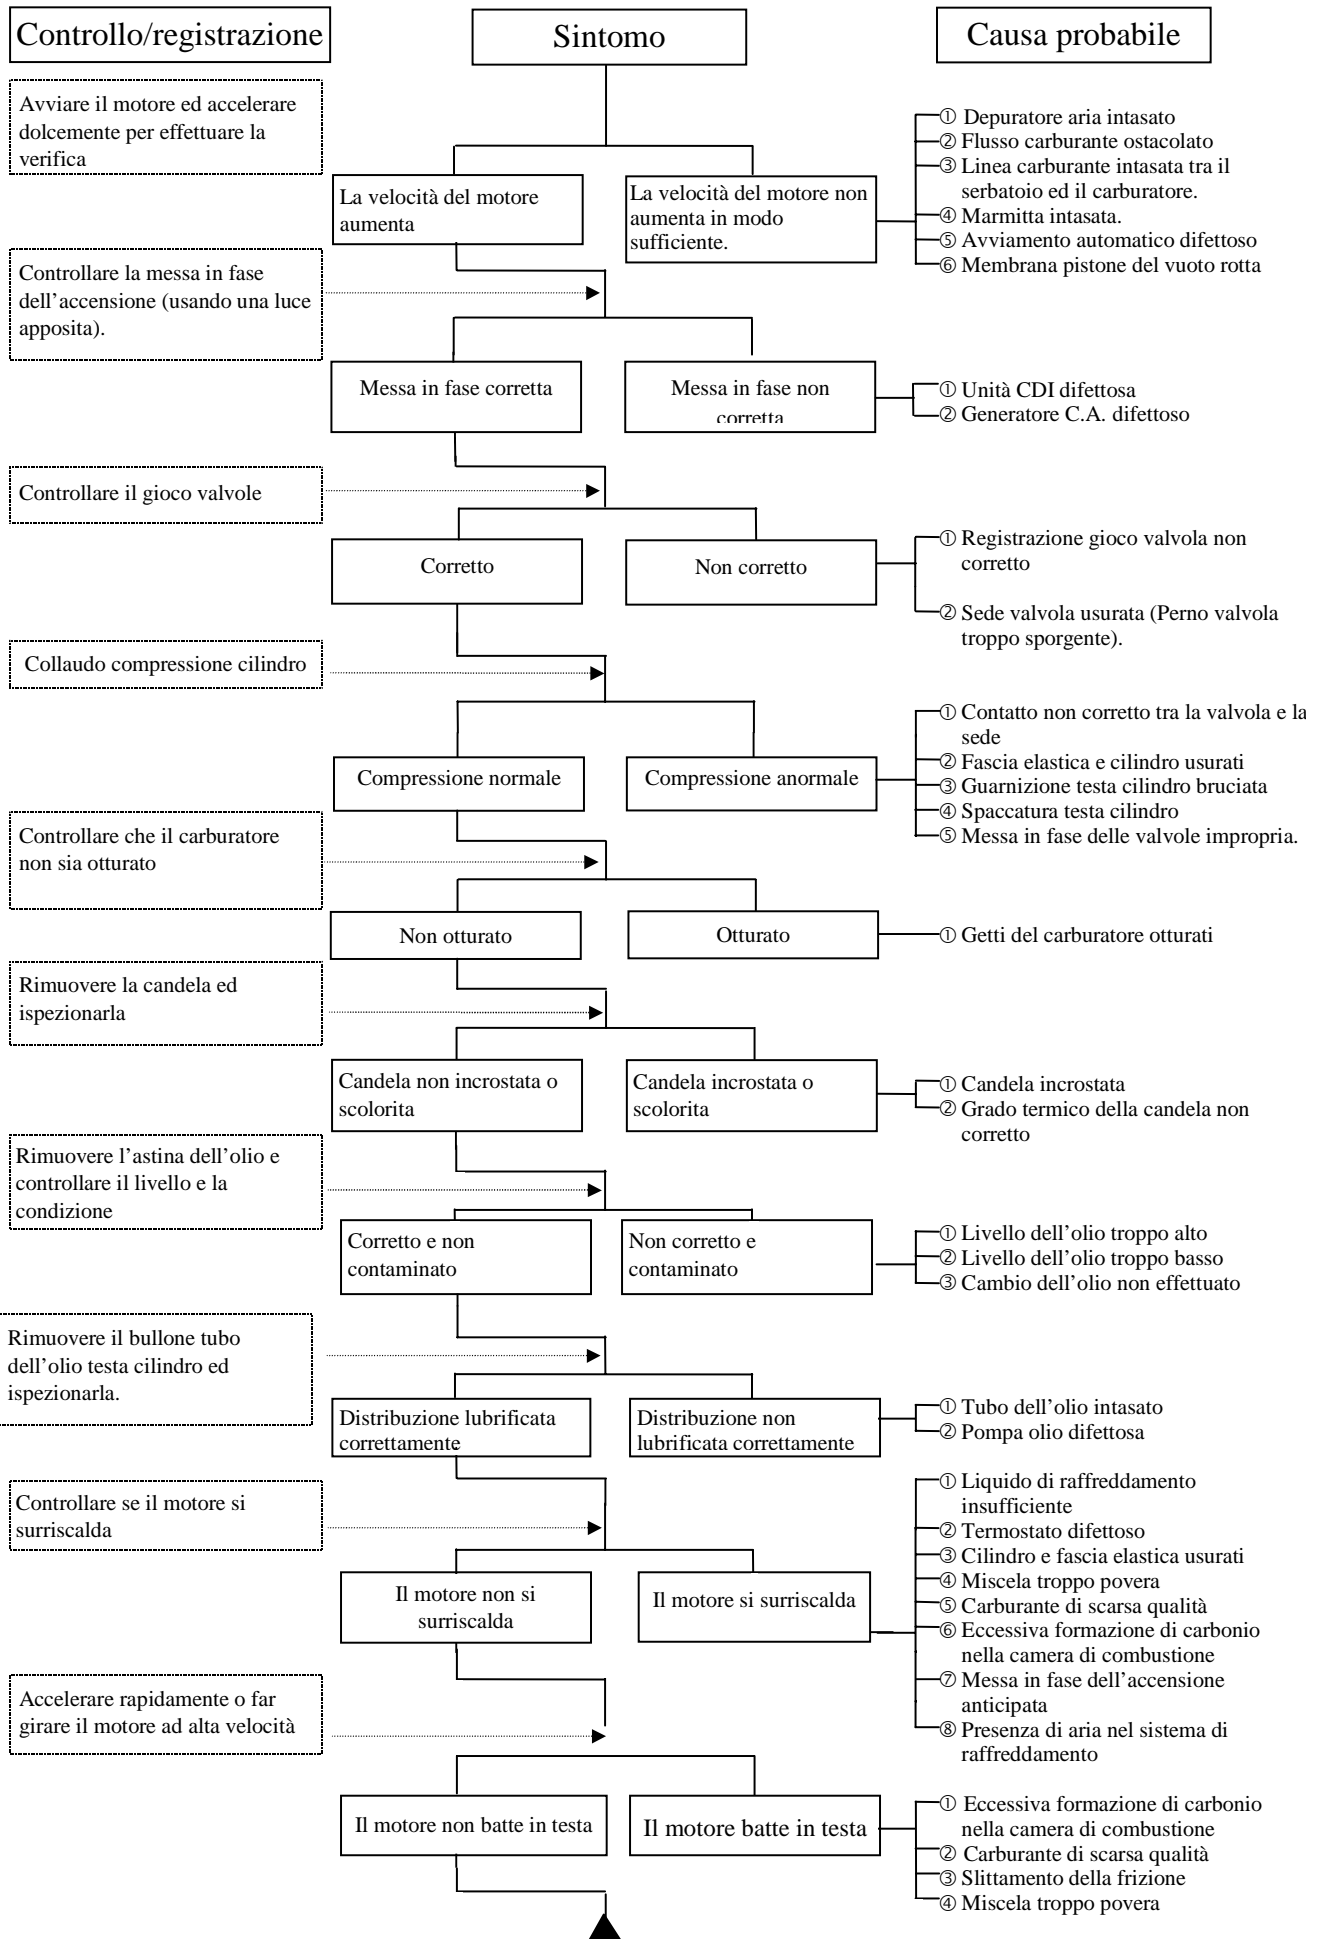 Controllo/registrazione
Sintomo
Causa probabile
Avviare il motore ed accelerare
dolcemente per effettuare la
verifica
La velocità del motore
aumenta
La velocità del motore non
aumenta in modo
sufficiente.
① Depuratore aria intasato
② Flusso carburante ostacolato
③ Linea carburante intasata tra il
serbatoio ed il carburatore.
④ Marmitta intasata.
⑤ Avviamento automatico difettoso
⑥ Membrana pistone del vuoto rotta
Controllare la messa in fase
dell'accensione (usando una luce
apposita).
Messa in fase corretta
Messa in fase non
corretta
① Unità CDI difettosa
② Generatore C.A. difettoso
Controllare il gioco valvole
Corretto
Non corretto
① Registrazione gioco valvola non
corretto
② Sede valvola usurata (Perno valvola
troppo sporgente).
Collaudo compressione cilindro
Compressione normale
Compressione anormale
① Contatto non corretto tra la valvola e la
sede
② Fascia elastica e cilindro usurati
③ Guarnizione testa cilindro bruciata
④ Spaccatura testa cilindro
⑤ Messa in fase delle valvole impropria.
Controllare che il carburatore
non sia otturato
Non otturato
Otturato
① Getti del carburatore otturati
Rimuovere la candela ed
ispezionarla
Candela non incrostata o
scolorita
Candela incrostata o
scolorita
① Candela incrostata
② Grado termico della candela non
corretto
Rimuovere l'astina dell'olio e
controllare il livello e la
condizione
Corretto e non
contaminato
Non corretto e
contaminato
① Livello dell'olio troppo alto
② Livello dell'olio troppo basso
③ Cambio dell'olio non effettuato
Rimuovere il bullone tubo
dell'olio testa cilindro ed
ispezionarla.
Distribuzione lubrificata
correttamente
Distribuzione non
lubrificata correttamente
① Tubo dell'olio intasato
② Pompa olio difettosa
Controllare se il motore si
surriscalda
Il motore non si
surriscalda
Il motore si surriscalda
① Liquido di raffreddamento
insufficiente
② Termostato difettoso
③ Cilindro e fascia elastica usurati
④ Miscela troppo povera
⑤ Carburante di scarsa qualità
⑥ Eccessiva formazione di carbonio
nella camera di combustione
⑦ Messa in fase dell'accensione
anticipata
⑧ Presenza di aria nel sistema di
raffreddamento
Accelerare rapidamente o far
girare il motore ad alta velocità
Il motore non batte in testa
Il motore batte in testa
① Eccessiva formazione di carbonio
nella camera di combustione
② Carburante di scarsa qualità
③ Slittamento della frizione
④ Miscela troppo povera